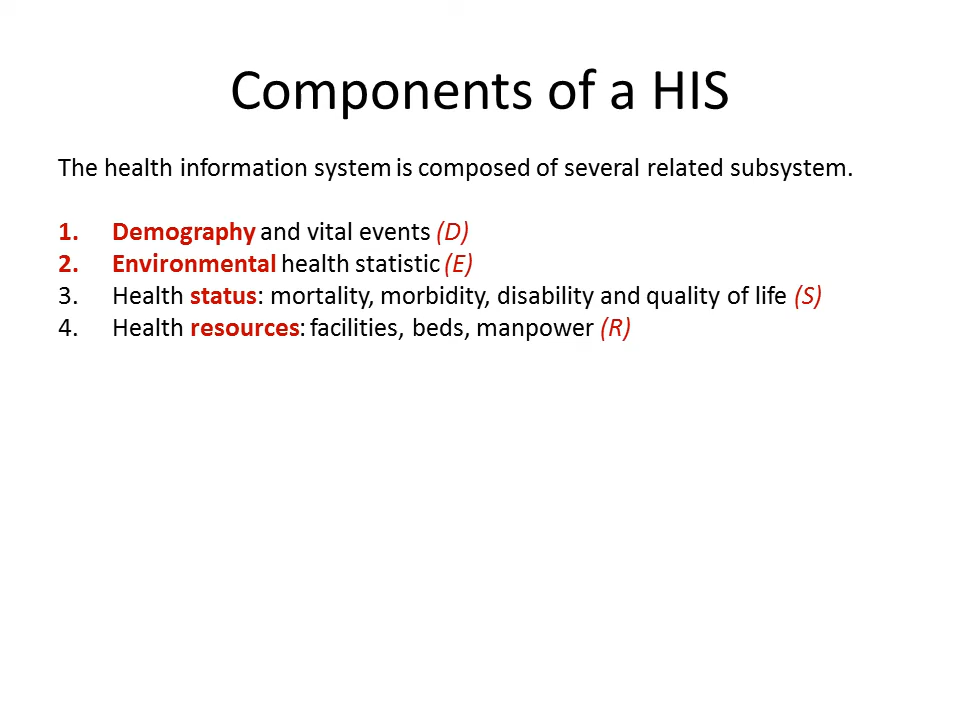 Components of a HIS
The health information system is composed of several related subsystem.
1. Demography and vital events (D)
2. Environmental health statistic (E)
3. Health status: mortality, morbidity, disability and quality of life (S)
4. Health resources: facilities, beds, manpower (R)